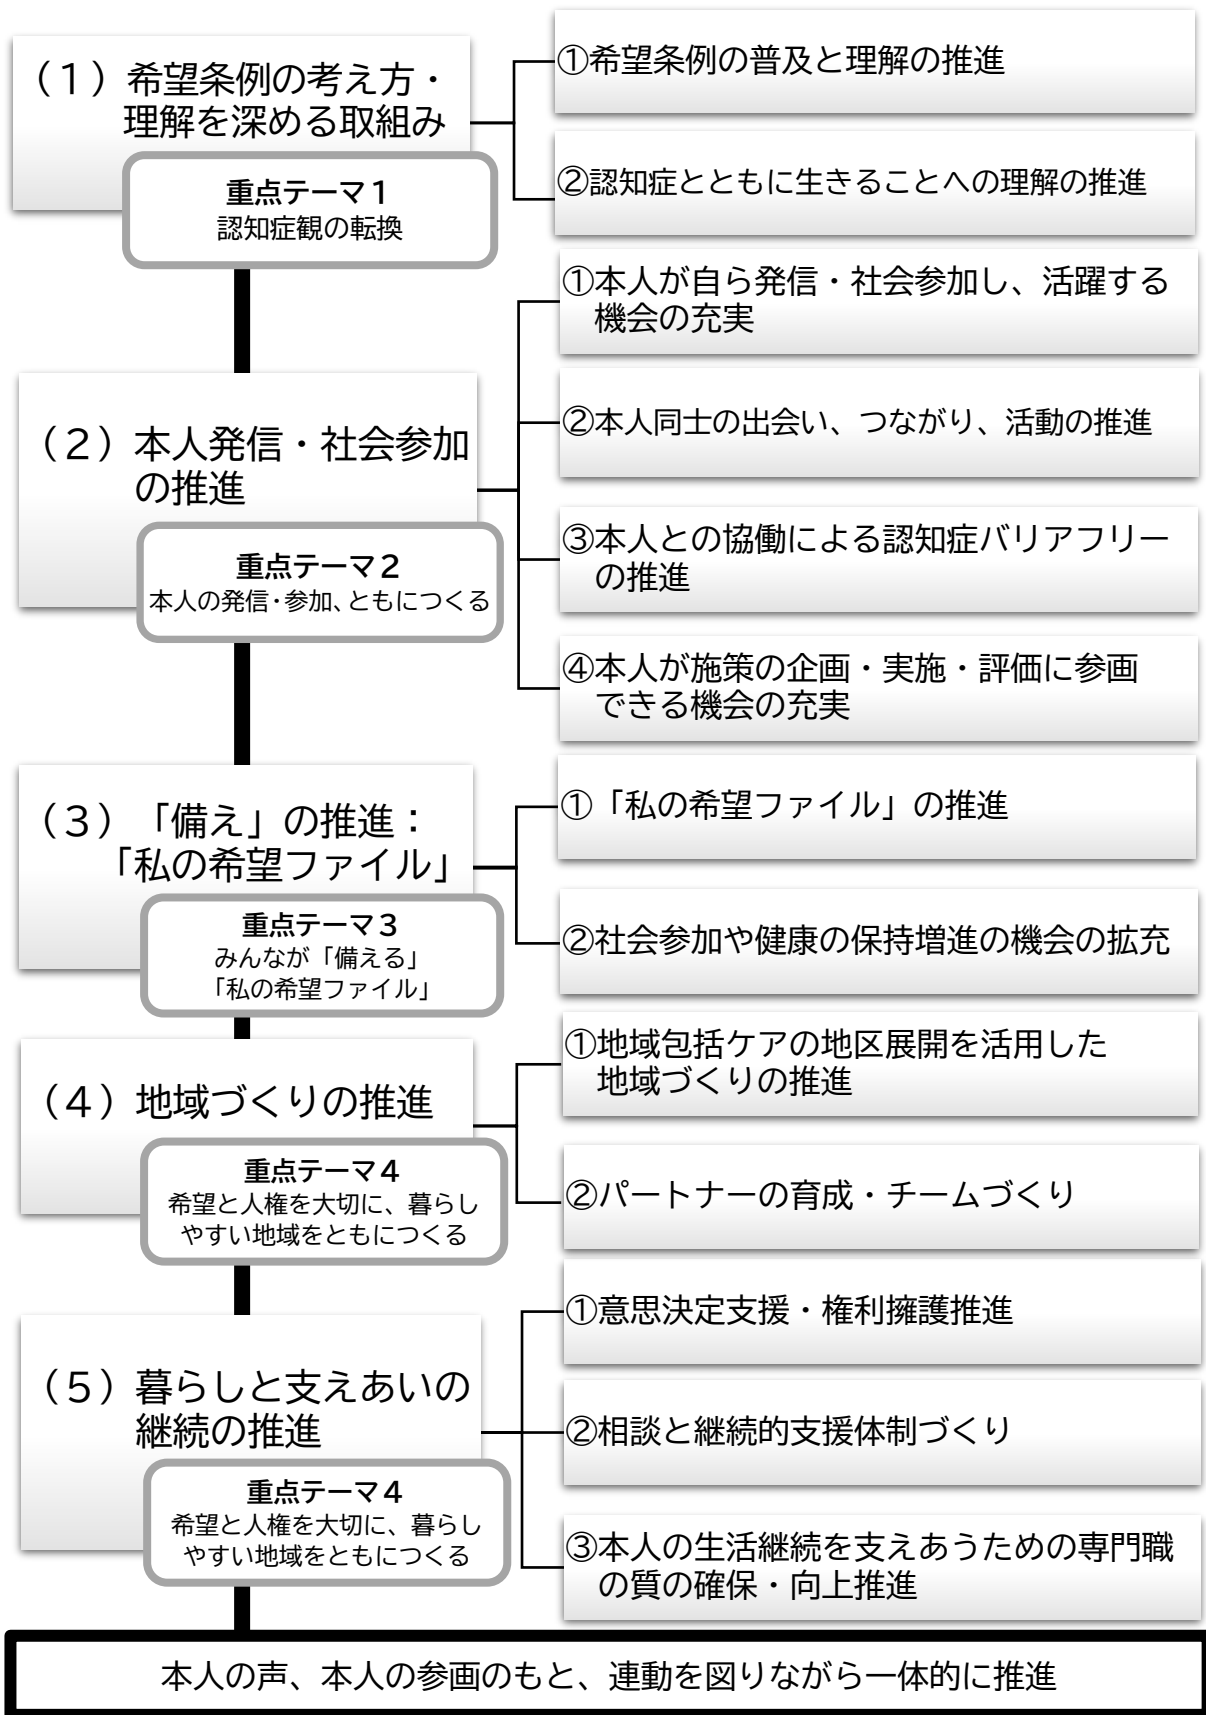 （１）希望条例の考え方・
理解を深める取組み
重点テーマ１
認知症観の転換
①希望条例の普及と理解の推進
②認知症とともに生きることへの理解の推進
（２）本人発信・社会参加
の推進
重点テーマ２
本人の発信・参加、ともにつくる
①本人が自ら発信・社会参加し、活躍する
機会の充実
②本人同士の出会い、つながり、活動の推進
③本人との協働による認知症バリアフリー
の推進
④本人が施策の企画・実施・評価に参画
できる機会の充実
（３）「備え」の推進：
「私の希望ファイル」
重点テーマ３
みんなが「備える」
「私の希望ファイル」
①「私の希望ファイル」の推進
②社会参加や健康の保持増進の機会の拡充
（４）地域づくりの推進
重点テーマ４
希望と人権を大切に、暮らし
やすい地域をともにつくる
①地域包括ケアの地区展開を活用した
地域づくりの推進
②パートナーの育成・チームづくり
（５）暮らしと支えあいの
継続の推進
重点テーマ４
希望と人権を大切に、暮らし
やすい地域をともにつくる
①意思決定支援・権利擁護推進
②相談と継続的支援体制づくり
③本人の生活継続を支えあうための専門職
の質の確保・向上推進
本人の声、本人の参画のもと、連動を図りながら一体的に推進